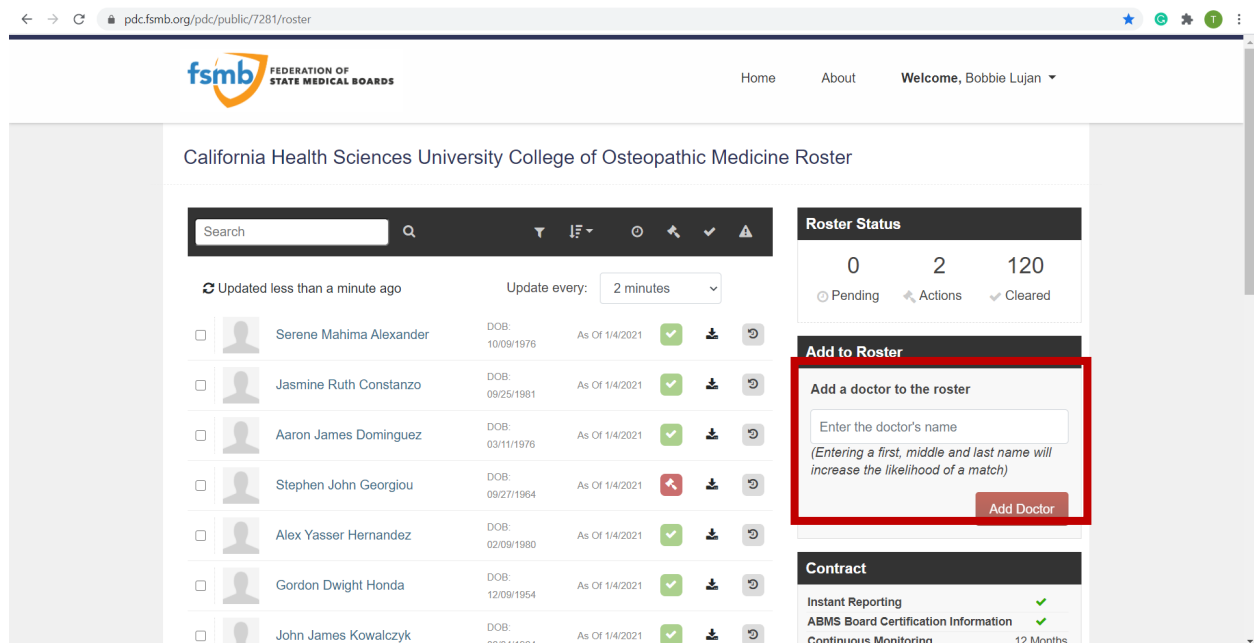 pdc.fsmb.org/pdc/public/7281/roster
T
fsmb FEDERATION OF
STATE MEDICAL BOARDS
Home About Welcome, Bobbie Lujan
California Health Sciences University College of Osteopathic Medicine Roster
Search
Updated less than a minute ago Update every: 2 minutes
Serene Mahima Alexander DOB: 10/09/1976 As Of 1/4/2021
Jasmine Ruth Constanzo DOB: 09/25/1981 As Of 1/4/2021
Aaron James Dominguez DOB: 03/11/1976 As Of 1/4/2021
Stephen John Georgiou DOB: 09/27/1964 As Of 1/4/2021
Alex Yasser Hernandez DOB: 02/09/1980 As Of 1/4/2021
Gordon Dwight Honda DOB: 12/09/1954 As Of 1/4/2021
John James Kowalczyk DOB: As Of 1/4/2021
Roster Status
0 2 120
Pending Actions Cleared
Add to Roster
Add a doctor to the roster
Enter the doctor's name
(Entering a first, middle and last name will
increase the likelihood of a match)
Add Doctor
Contract
Instant Reporting
ABMS Board Certification Information
Continuous Monitoring 12 Months